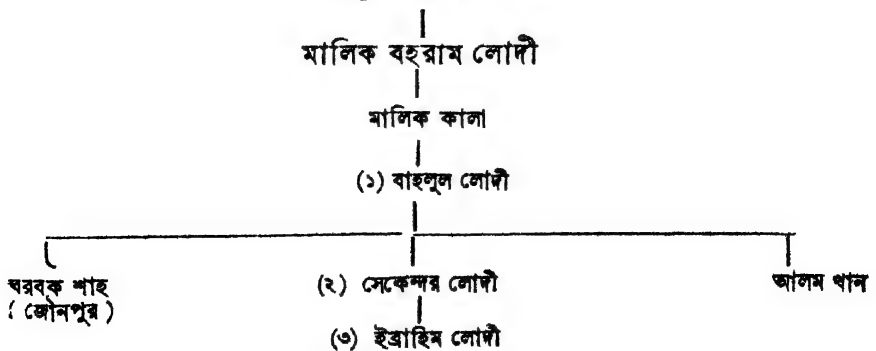 মালিক বহরাম লোদী
মালিক কালা
(১) বাহলুল লোদী
বরবক শাহ (২) সেকেন্দর লোদী আলম খান
( জৌনপুর )
(৩) ইব্রাহিম লোদী